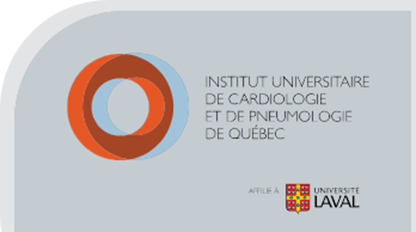 INSTITUT UNIVERSITAIRE
DE CARDIOLOGIE
ET DE PNEUMOLOGIE
DE QUÉBEC
AFFILIÉ À
UNIVERSITÉ
LAVAL